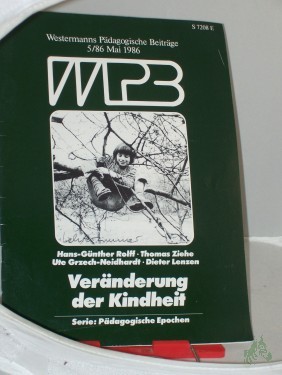 S 7208 E
Westermanns Pädagogische Beiträge
5/86 Mai 1986
WPB
Lehrerzimmer
Hans-Günther Rolff · Thomas Ziehe
Ute Grzech-Neidhardt · Dieter Lenzen
Veränderung
der Kindheit
Serie: Pädagogische Epochen